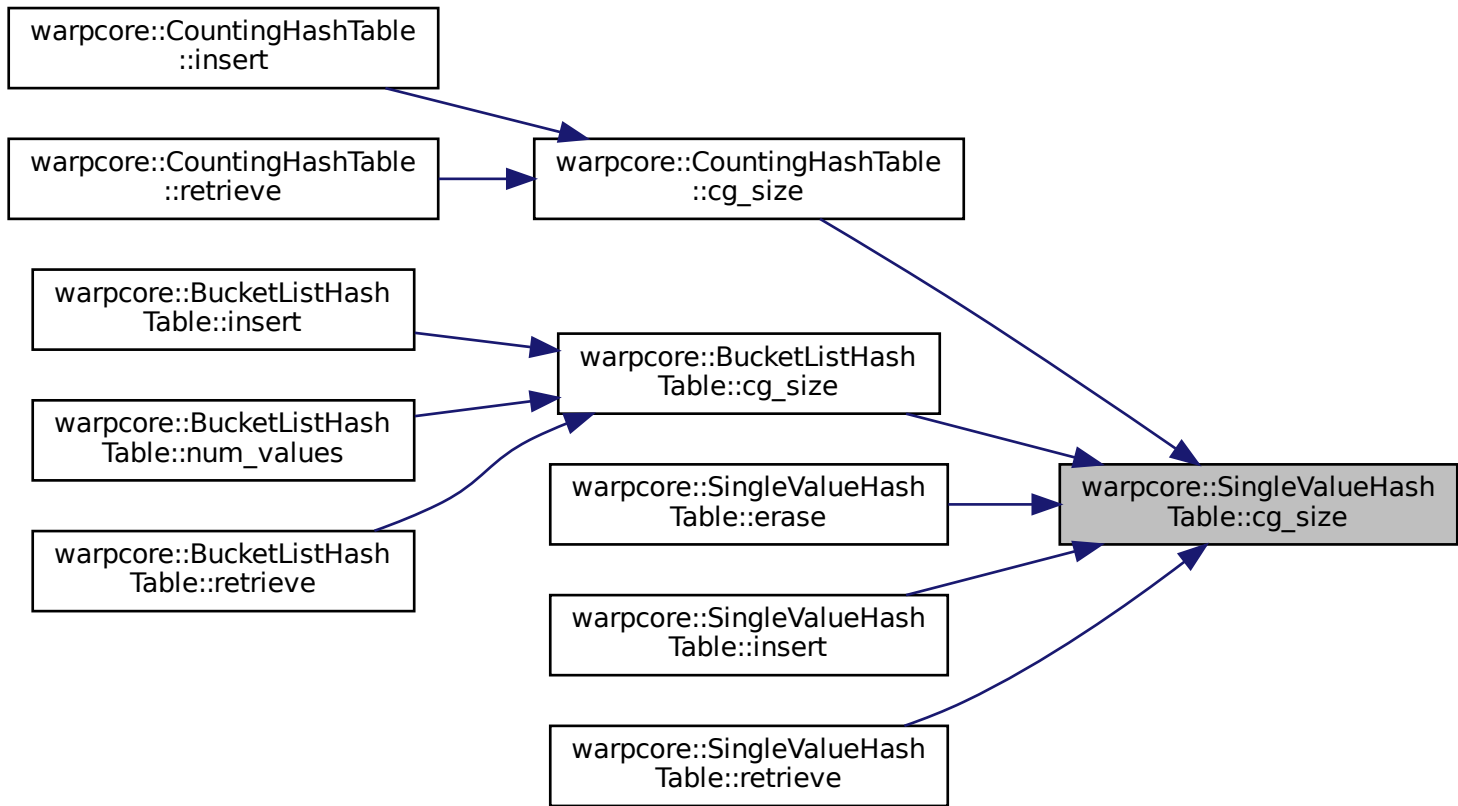 warpcore::CountingHashTable
::insert
warpcore::CountingHashTable
::retrieve
warpcore::CountingHashTable
::cg_size
warpcore::BucketListHash
Table::insert
warpcore::BucketListHash
Table::num_values
warpcore::BucketListHash
Table::retrieve
warpcore::BucketListHash
Table::cg_size
warpcore::SingleValueHash
Table::erase
warpcore::SingleValueHash
Table::insert
warpcore::SingleValueHash
Table::retrieve
warpcore::SingleValueHash
Table::cg_size